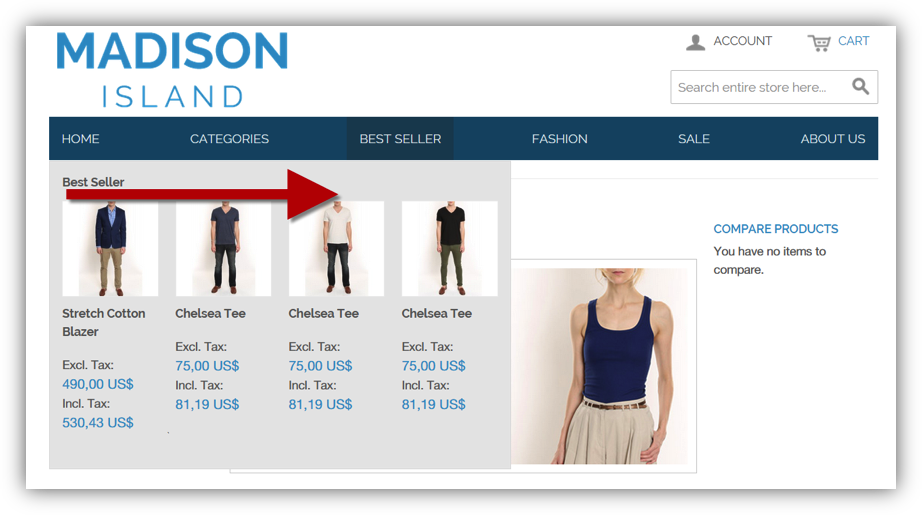 MADISON
ISLAND
ACCOUNT
CART
Search entire store here...
HOME
CATEGORIES
BEST SELLER
FASHION
SALE
ABOUT US
Best Seller
Stretch Cotton
Blazer
Excl. Tax:
490,00 US$
Incl. Tax:
530,43 US$
Chelsea Tee
Excl. Tax:
75,00 US$
Incl. Tax:
81,19 US$
Chelsea Tee
Excl. Tax:
75,00 US$
Incl. Tax:
81,19 US$
Chelsea Tee
Excl. Tax:
75,00 US$
Incl. Tax:
81,19 US$
COMPARE PRODUCTS
You have no items to
compare.